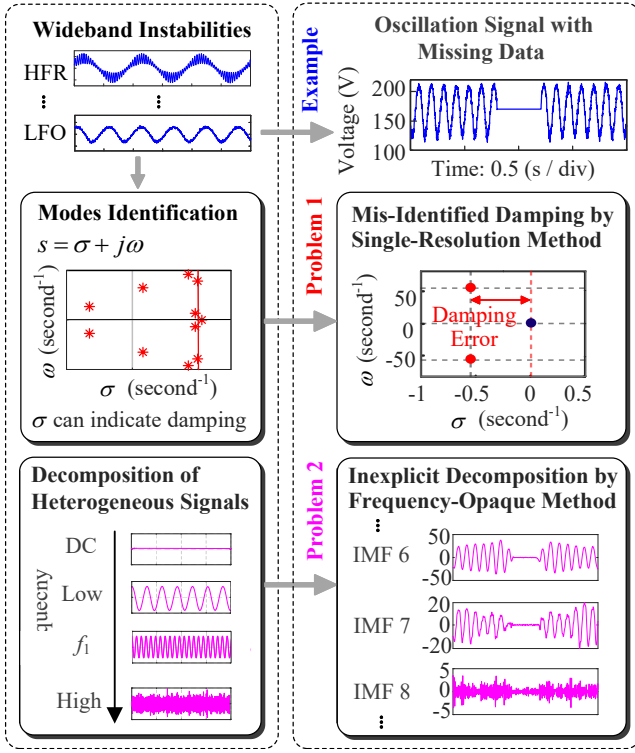 Wideband Instabilities
HFR
LFO
Example
Oscillation Signal with
Missing Data
Voltage (V)
200
150
100
Time: 0.5 (s / div)
Modes Identification
s = σ + jω
ω (second⁻¹)
σ (second⁻¹)
σ can indicate damping
Problem 1
Mis-Identified Damping by
Single-Resolution Method
ω (second⁻¹)
50
0
-50
Damping
Error
-1
-0.5
0
0.5
σ (second⁻¹)
Decomposition of
Heterogeneous Signals
quecny
DC
Low
f₁
High
Problem 2
Inexplicit Decomposition by
Frequency-Opaque Method
IMF 6
50
0
-50
IMF 7
20
0
-20
IMF 8
5
0
-5